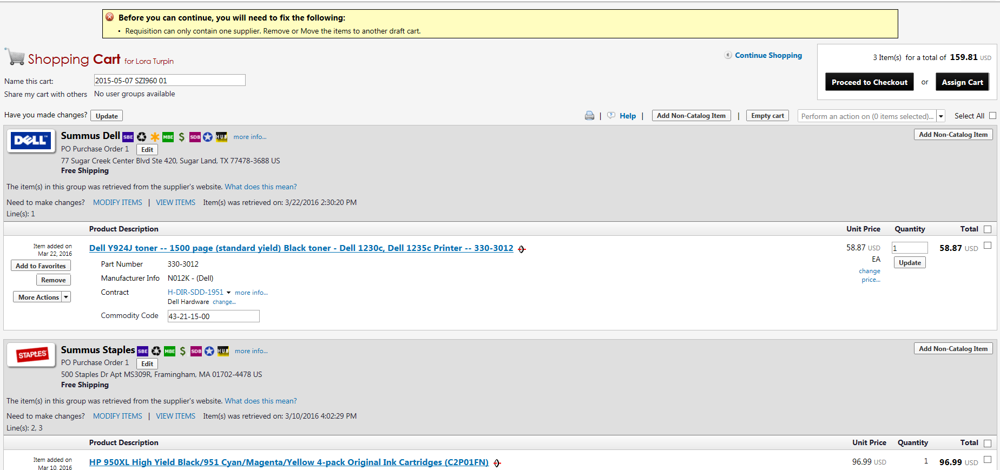 Before you can continue, you will need to fix the following:
• Requisition can only contain one supplier. Remove or Move the items to another draft cart.
Shopping Cart for Lora Turpin
Continue Shopping
3 Item(s) for a total of 159.81 USD
Proceed to Checkout or Assign Cart
Name this cart: 2015-05-07 SZI960 01
Share my cart with others No user groups available
Have you made changes? Update
| Help | Add Non-Catalog Item | Empty cart Perform an action on (0 items selected)... Select All
DELL
Summus Dell SBE MBE $ SDB HUB more info...
Add Non-Catalog Item
PO Purchase Order 1 Edit
77 Sugar Creek Center Blvd Ste 420, Sugar Land, TX 77478-3688 US
Free Shipping
The item(s) in this group was retrieved from the supplier's website. What does this mean?
Need to make changes? MODIFY ITEMS | VIEW ITEMS Item(s) was retrieved on: 3/22/2016 2:30:20 PM
Line(s): 1
Product Description Unit Price Quantity Total
Item added on
Mar 22, 2016
Add to Favorites
Remove
More Actions
Dell Y924J toner -- 1500 page (standard yield) Black toner - Dell 1230c, Dell 1235c Printer -- 330-3012
58.87 USD 1 58.87 USD
EA Update
change
price...
Part Number 330-3012
Manufacturer Info N012K - (Dell)
Contract H-DIR-SDD-1951 more info...
Dell Hardware change...
Commodity Code 43-21-15-00
STAPLES
Summus Staples SBE MBE $ SDB HUB more info...
Add Non-Catalog Item
PO Purchase Order 1 Edit
500 Staples Dr Apt MS309R, Framingham, MA 01702-4478 US
Free Shipping
The item(s) in this group was retrieved from the supplier's website. What does this mean?
Need to make changes? MODIFY ITEMS | VIEW ITEMS Item(s) was retrieved on: 3/10/2016 4:02:29 PM
Line(s): 2, 3
Product Description Unit Price Quantity Total
Item added on
Mar 10, 2016
HP 950XL High Yield Black/951 Cyan/Magenta/Yellow 4-pack Original Ink Cartridges (C2P01FN)
96.99 USD 1 96.99 USD